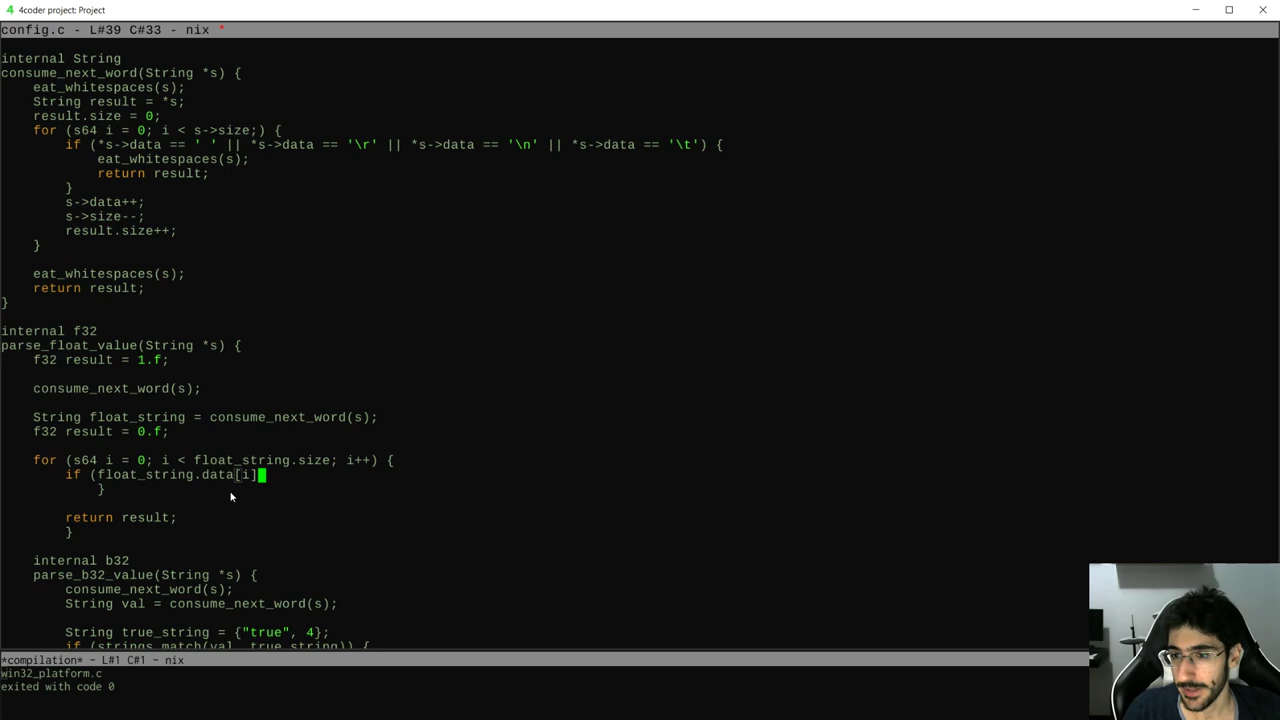 4coder project: Project
config.c - L#39 C#33 - nix *
internal String
consume_next_word(String *s) {
    eat_whitespaces(s);
    String result = *s;
    result.size = 0;
    for (s64 i = 0; i < s->size;) {
        if (*s->data == ' ' || *s->data == '\r' || *s->data == '\n' || *s->data == '\t') {
            eat_whitespaces(s);
            return result;
        }
        s->data++;
        s->size--;
        result.size++;
    }
    eat_whitespaces(s);
    return result;
}
internal f32
parse_float_value(String *s) {
    f32 result = 1.f;
    consume_next_word(s);
    String float_string = consume_next_word(s);
    f32 result = 0.f;
    for (s64 i = 0; i < float_string.size; i++) {
        if (float_string.data[i]
            }
        return result;
        }
    internal b32
    parse_b32_value(String *s) {
        consume_next_word(s);
        String val = consume_next_word(s);
        String true_string = {"true", 4};
        if (strings_match(val, true_string)) {
*compilation* - L#1 C#1 - nix
win32_platform.c
exited with code 0